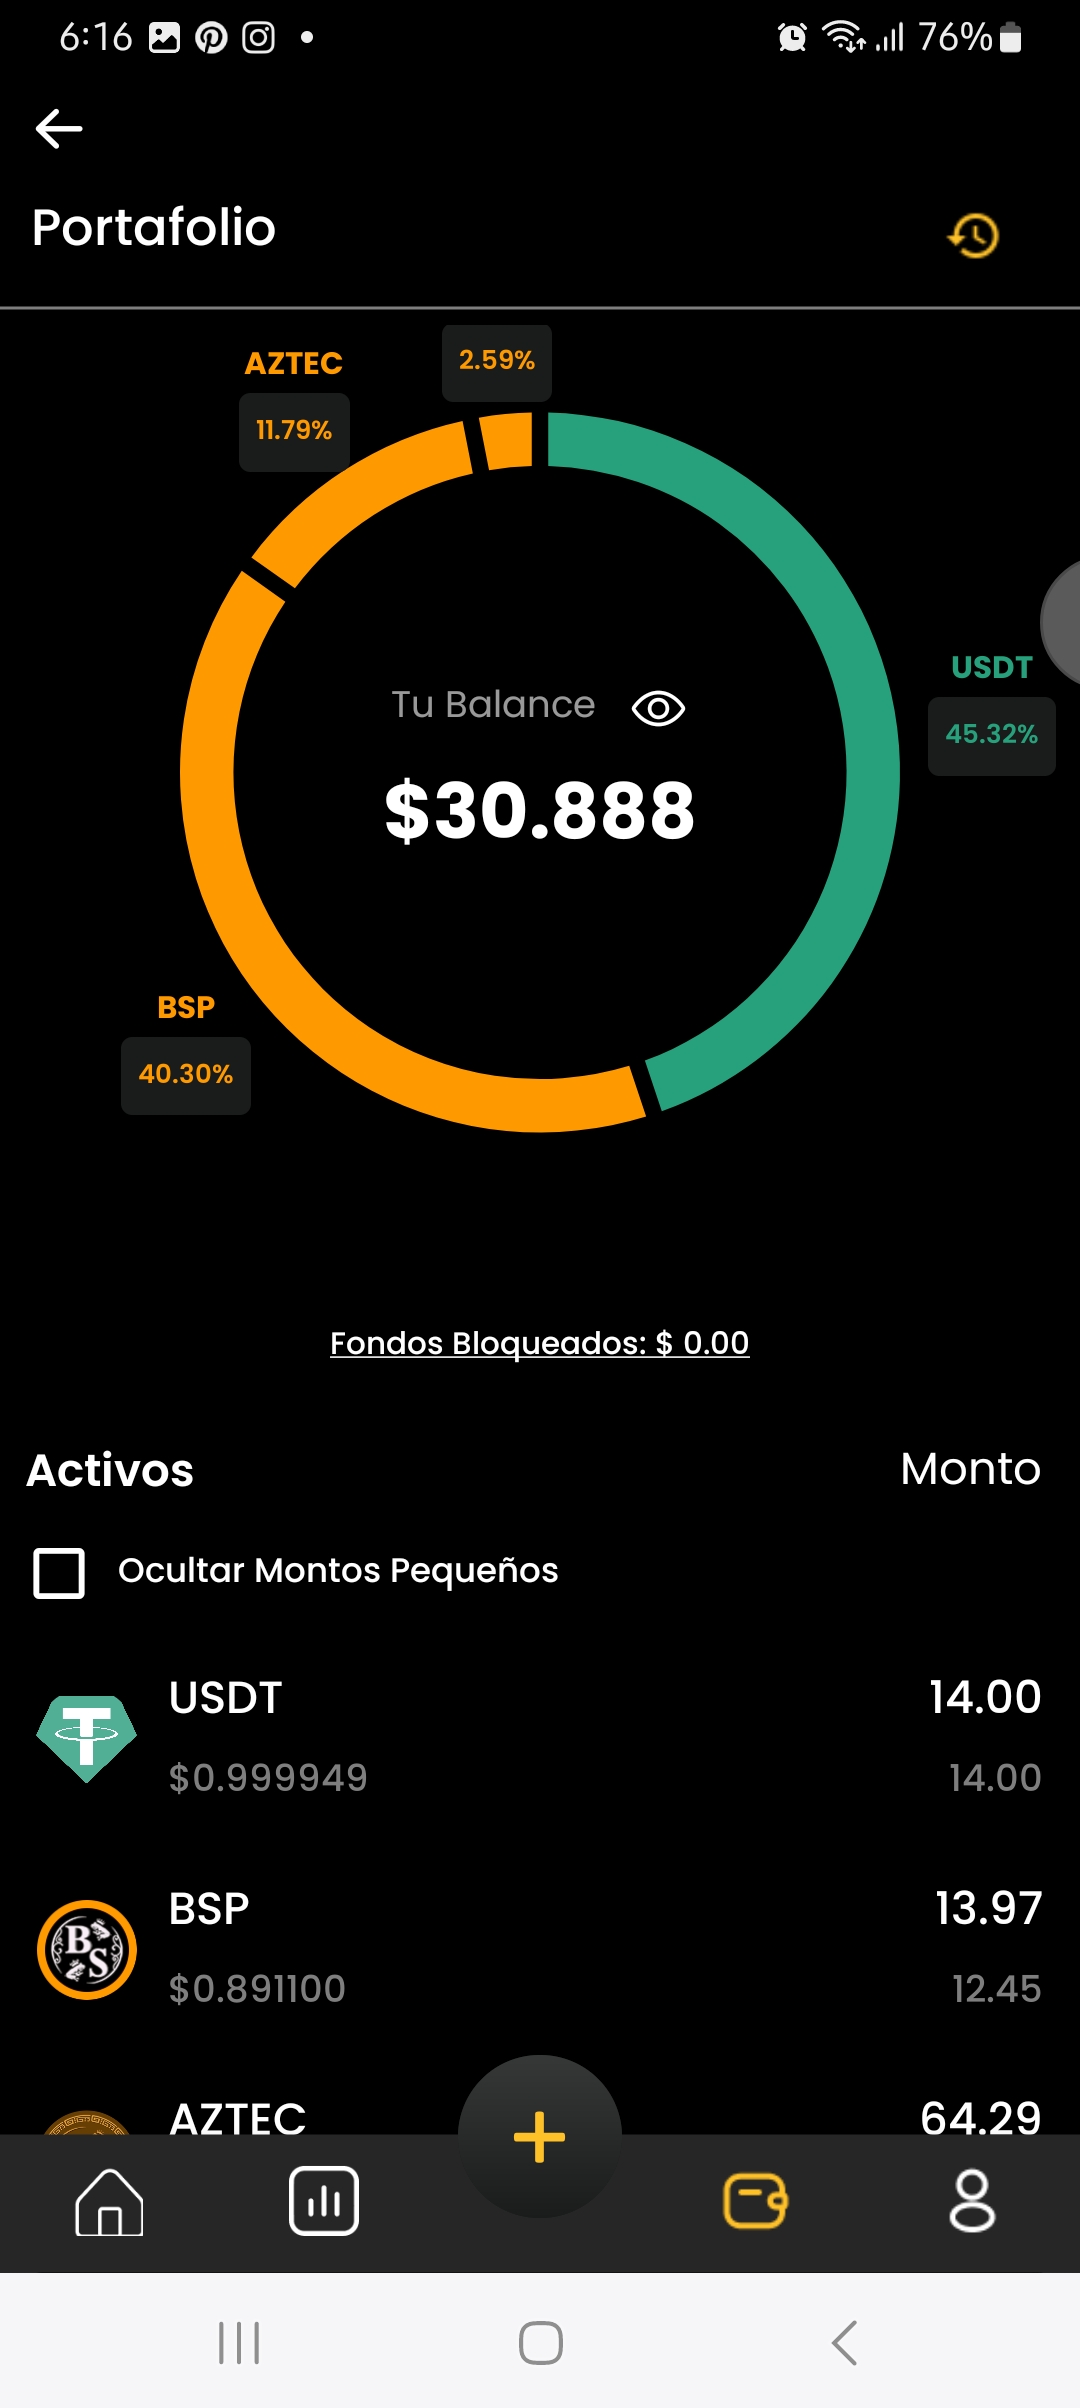 6:16
76%
Portafolio
2.59%
AZTEC
11.79%
USDT
45.32%
Tu Balance
$30.888
BSP
40.30%
Fondos Bloqueados: $ 0.00
Activos Monto
Ocultar Montos Pequeños
USDT 14.00
$0.999949 14.00
BSP 13.97
$0.891100 12.45
AZTEC 64.29